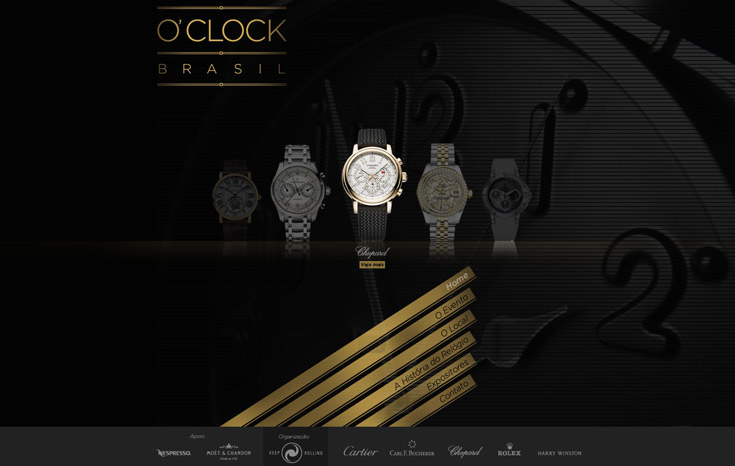 O'CLOCK
BRASIL
Chopard
Veja mais
Home
O Evento
O Local
A História do Relógio
Expositores
Contato
Apoio
Organização
NESPRESSO.
MOËT & CHANDON
KEEP ROLLING
Cartier
CARL F. BUCHERER
Chopard
ROLEX
HARRY WINSTON